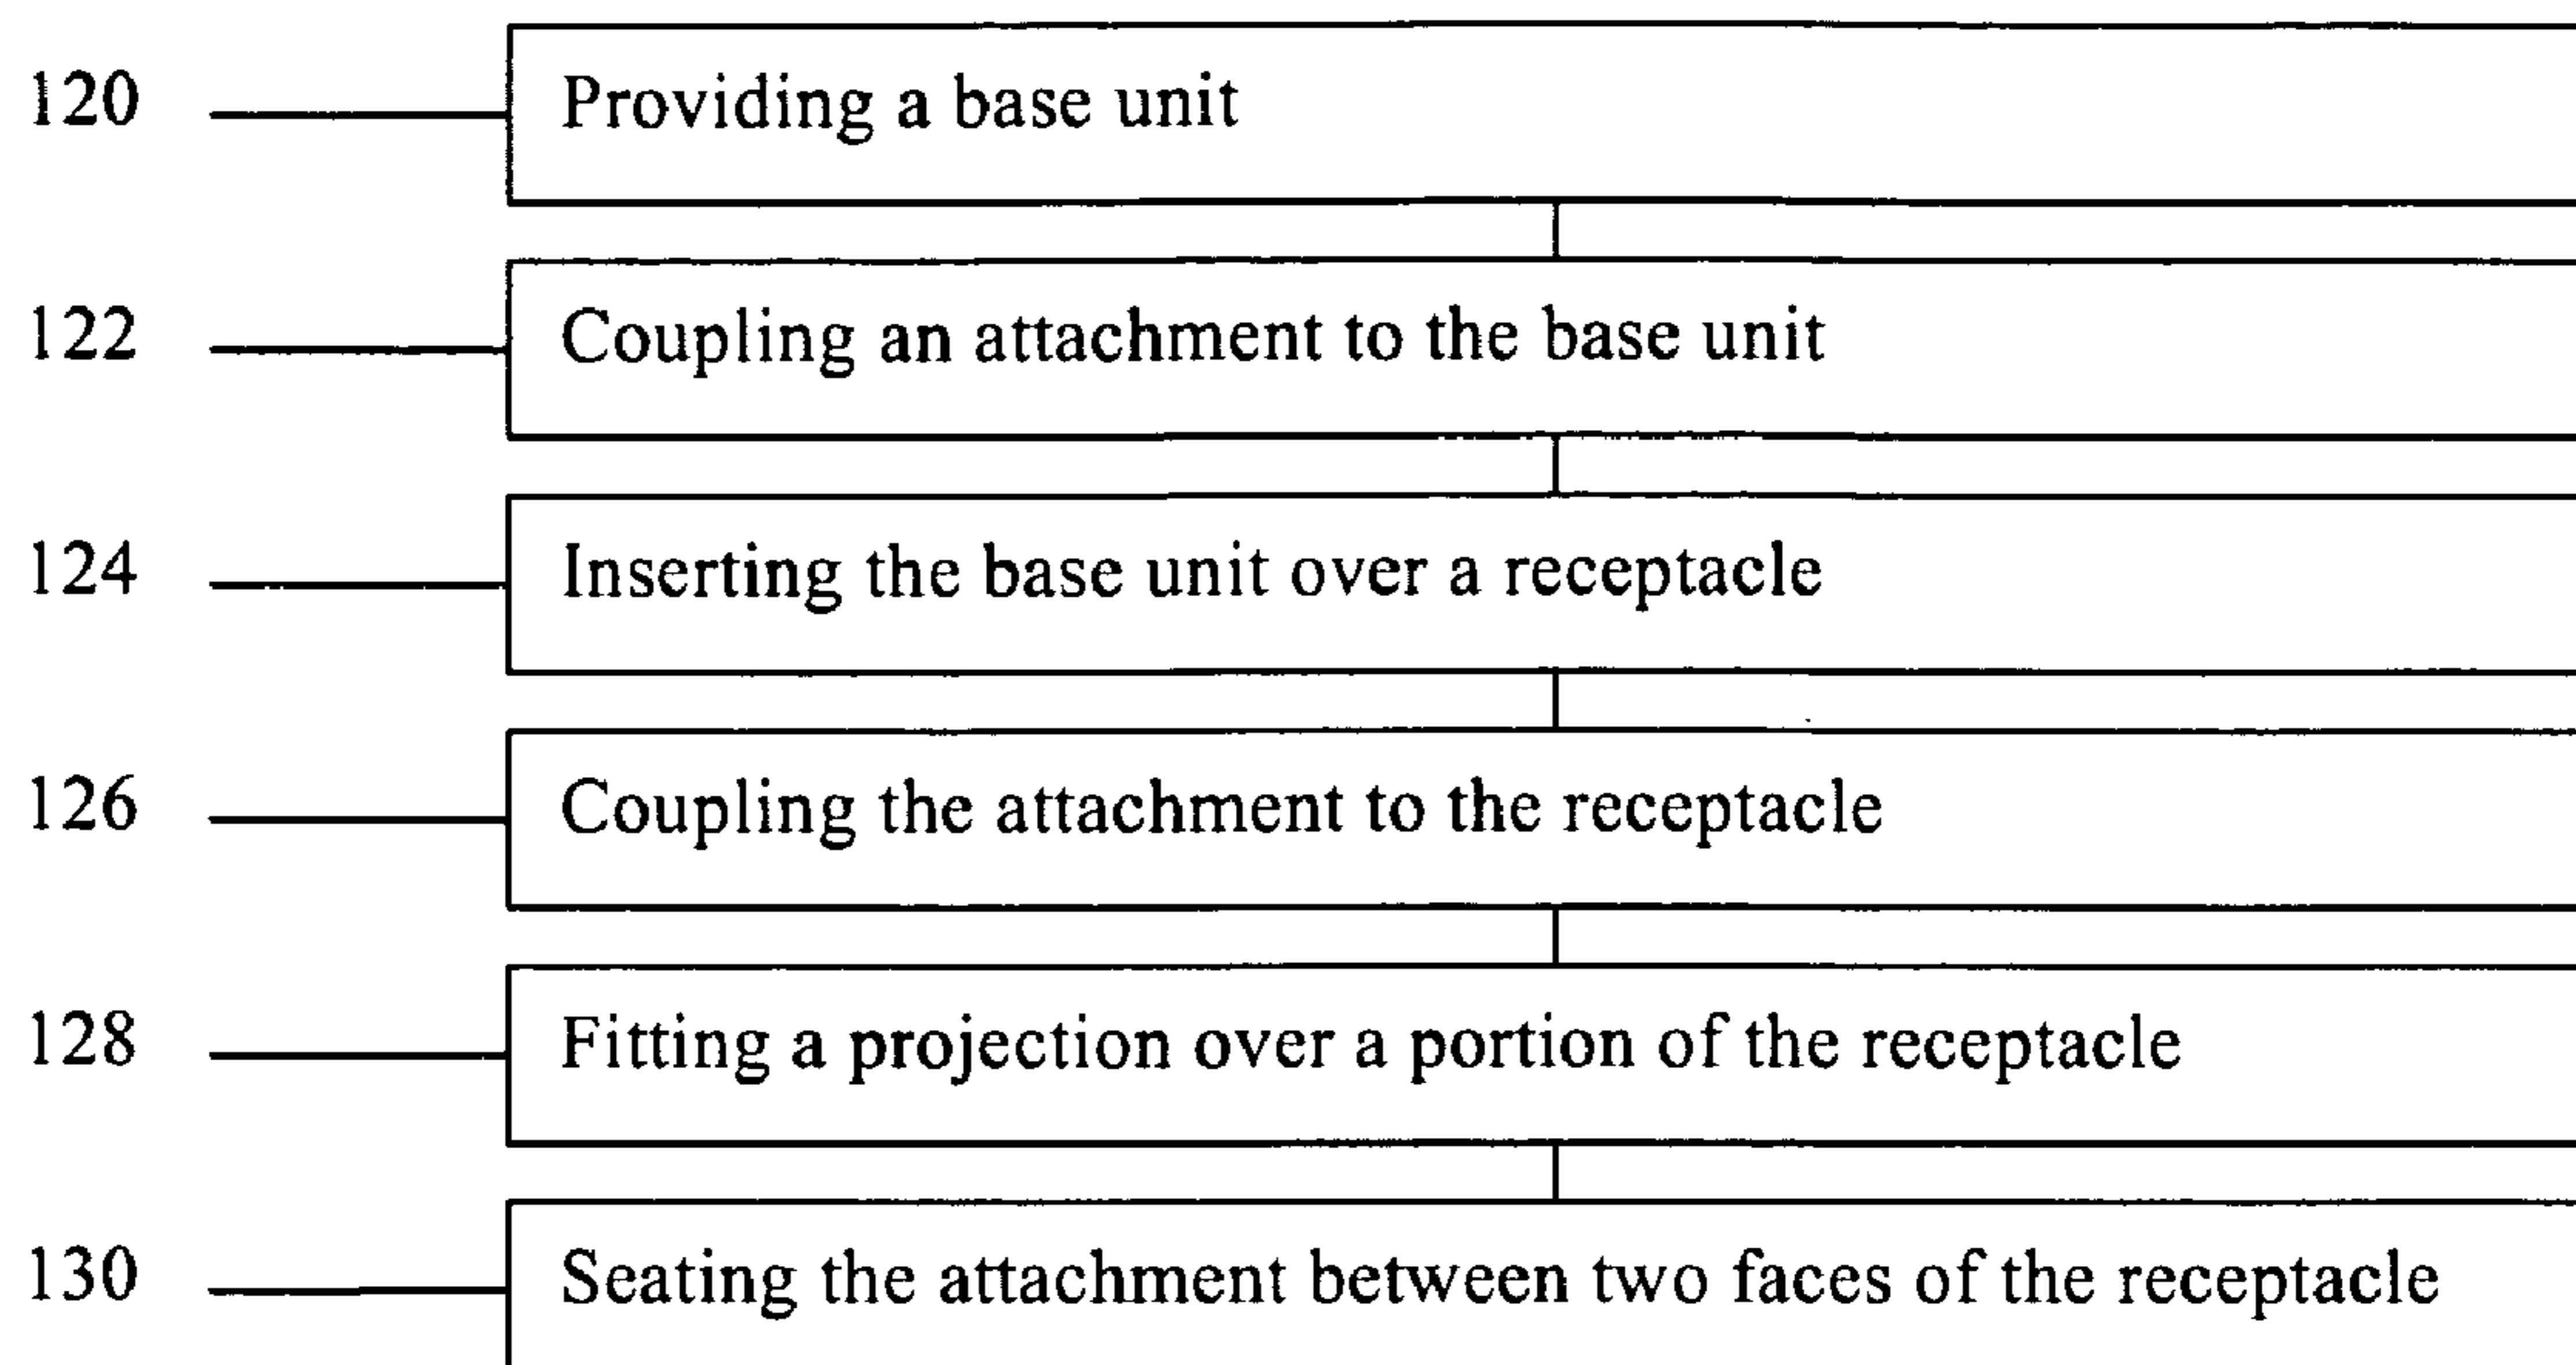 120 Providing a base unit
122 Coupling an attachment to the base unit
124 Inserting the base unit over a receptacle
126 Coupling the attachment to the receptacle
128 Fitting a projection over a portion of the receptacle
130 Seating the attachment between two faces of the receptacle